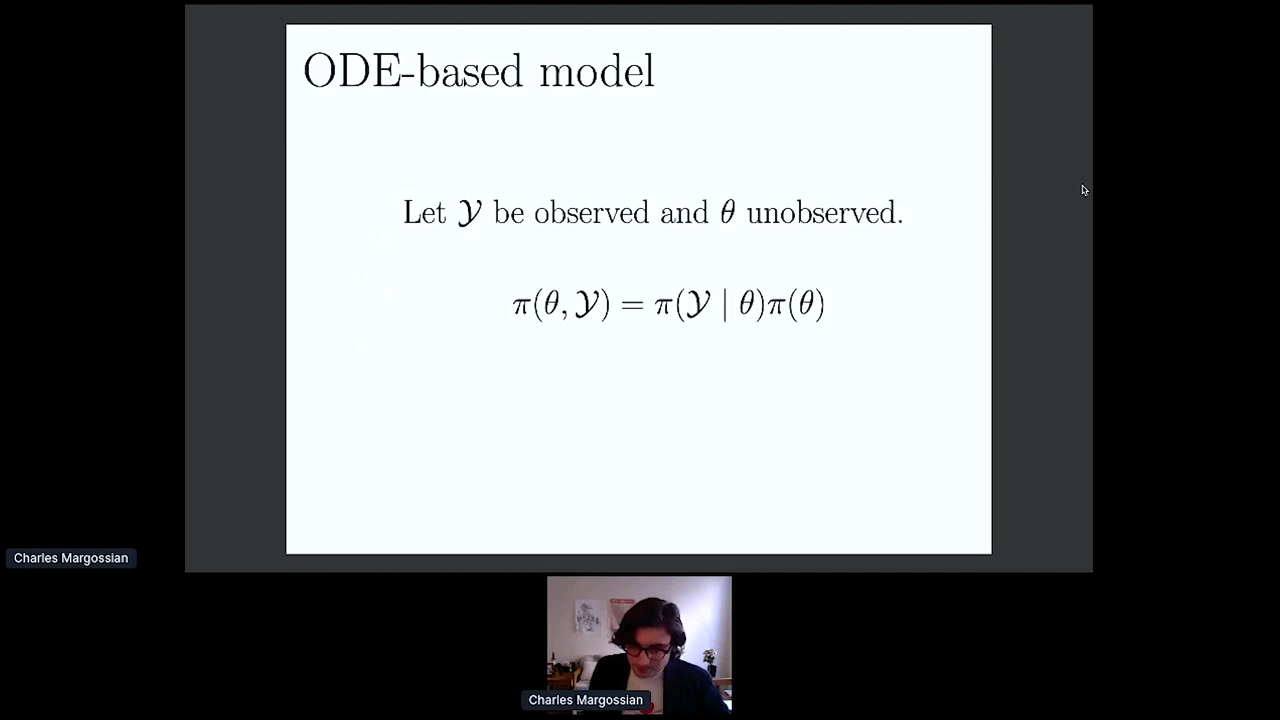 ODE-based model
Let 𝒴 be observed and θ unobserved.
π(θ, 𝒴) = π(𝒴 | θ)π(θ)
Charles Margossian
Charles Margossian